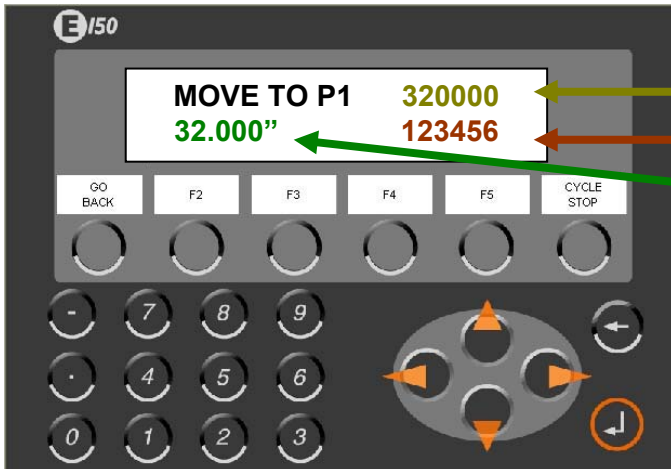 E150
MOVE TO P1 320000
32.000” 123456
GO BACK F2 F3 F4 F5 CYCLE STOP
- 7 8 9
. 4 5 6
0 1 2 3